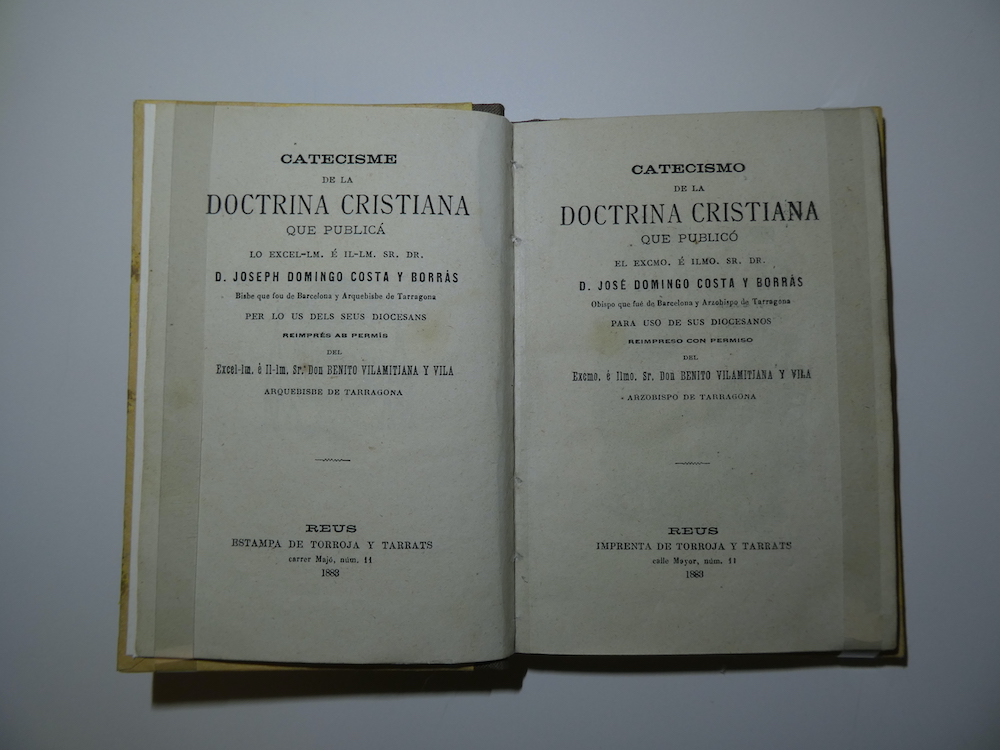 CATECISME
DE LA
DOCTRINA CRISTIANA
QUE PUBLICÁ
LO EXCEL-LM. É IL-LM. SR. DR.
D. JOSEPH DOMINGO COSTA Y BORRÁS
Bisbe que fou de Barcelona y Arquebisbe de Tarragona
PER LO US DELS SEUS DIOCESANS
REIMPRÉS AB PERMÍS
DEL
Excel-lm. é Il-lm. Sr. Don BENITO VILAMITJANA Y VILA
ARQUEBISBE DE TARRAGONA
REUS
ESTAMPA DE TORROJA Y TARRATS
carrer Majó, núm. 11
1883
CATECISMO
DE LA
DOCTRINA CRISTIANA
QUE PUBLICÓ
EL EXCMO. É ILMO. SR. DR.
D. JOSÉ DOMINGO COSTA Y BORRÁS
Obispo que fué de Barcelona y Arzobispo de Tarragona
PARA USO DE SUS DIOCESANOS
REIMPRESO CON PERMISO
DEL
Excmo. é Ilmo. Sr. Don BENITO VILAMITJANA Y VILA
ARZOBISPO DE TARRAGONA
REUS
IMPRENTA DE TORROJA Y TARRATS
calle Mayor, núm. 11
1883